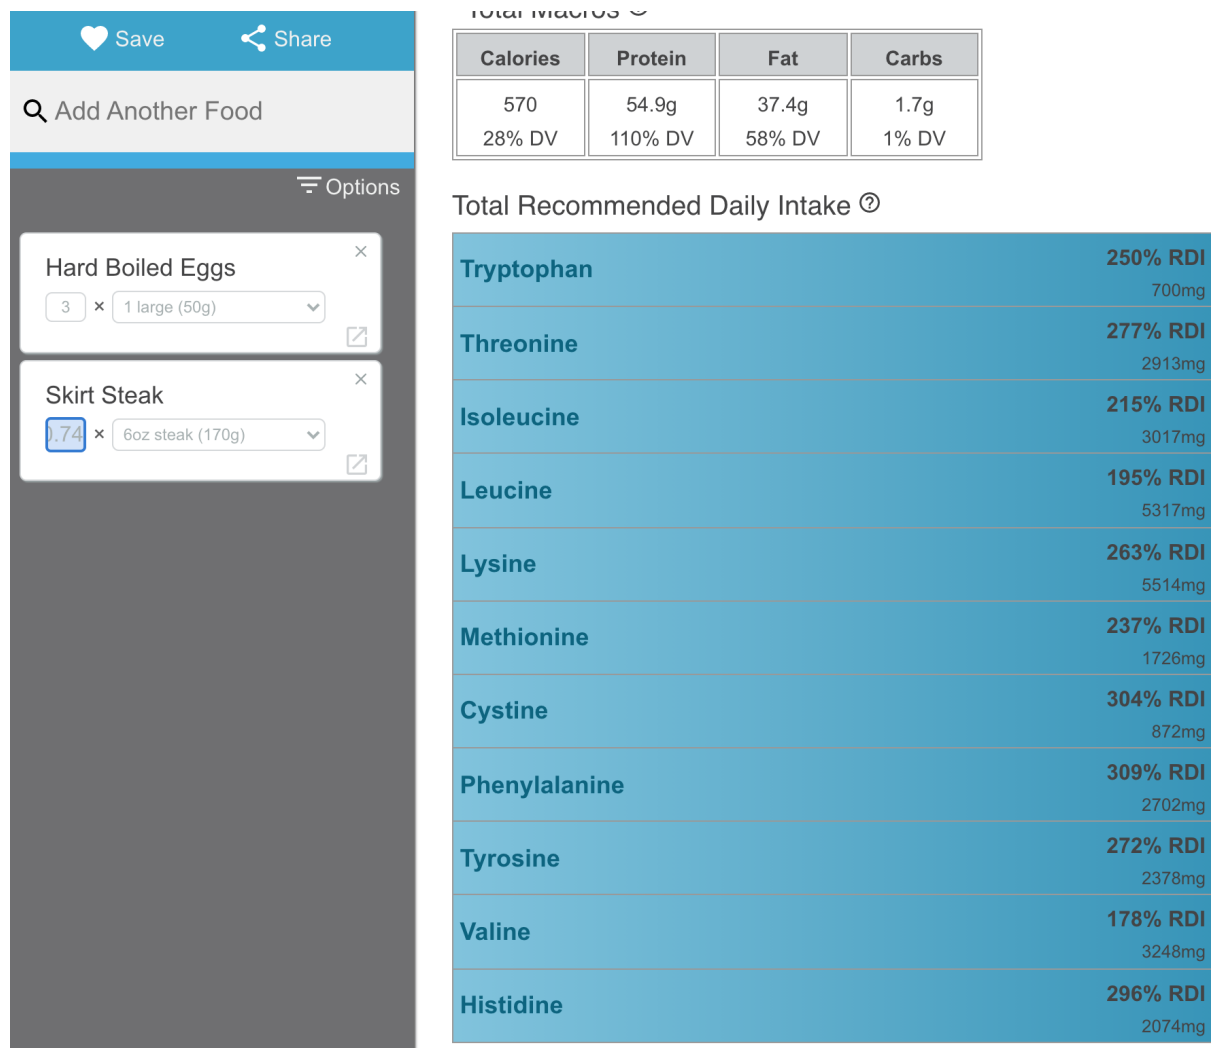 Save
Share
Add Another Food
Options
Hard Boiled Eggs
×
3 × 1 large (50g)
Skirt Steak
×
.74 × 6oz steak (170g)
Total Macros
Calories Protein Fat Carbs
570 54.9g 37.4g 1.7g
28% DV 110% DV 58% DV 1% DV
Total Recommended Daily Intake ?
Tryptophan 250% RDI
700mg
Threonine 277% RDI
2913mg
Isoleucine 215% RDI
3017mg
Leucine 195% RDI
5317mg
Lysine 263% RDI
5514mg
Methionine 237% RDI
1726mg
Cystine 304% RDI
872mg
Phenylalanine 309% RDI
2702mg
Tyrosine 272% RDI
2378mg
Valine 178% RDI
3248mg
Histidine 296% RDI
2074mg